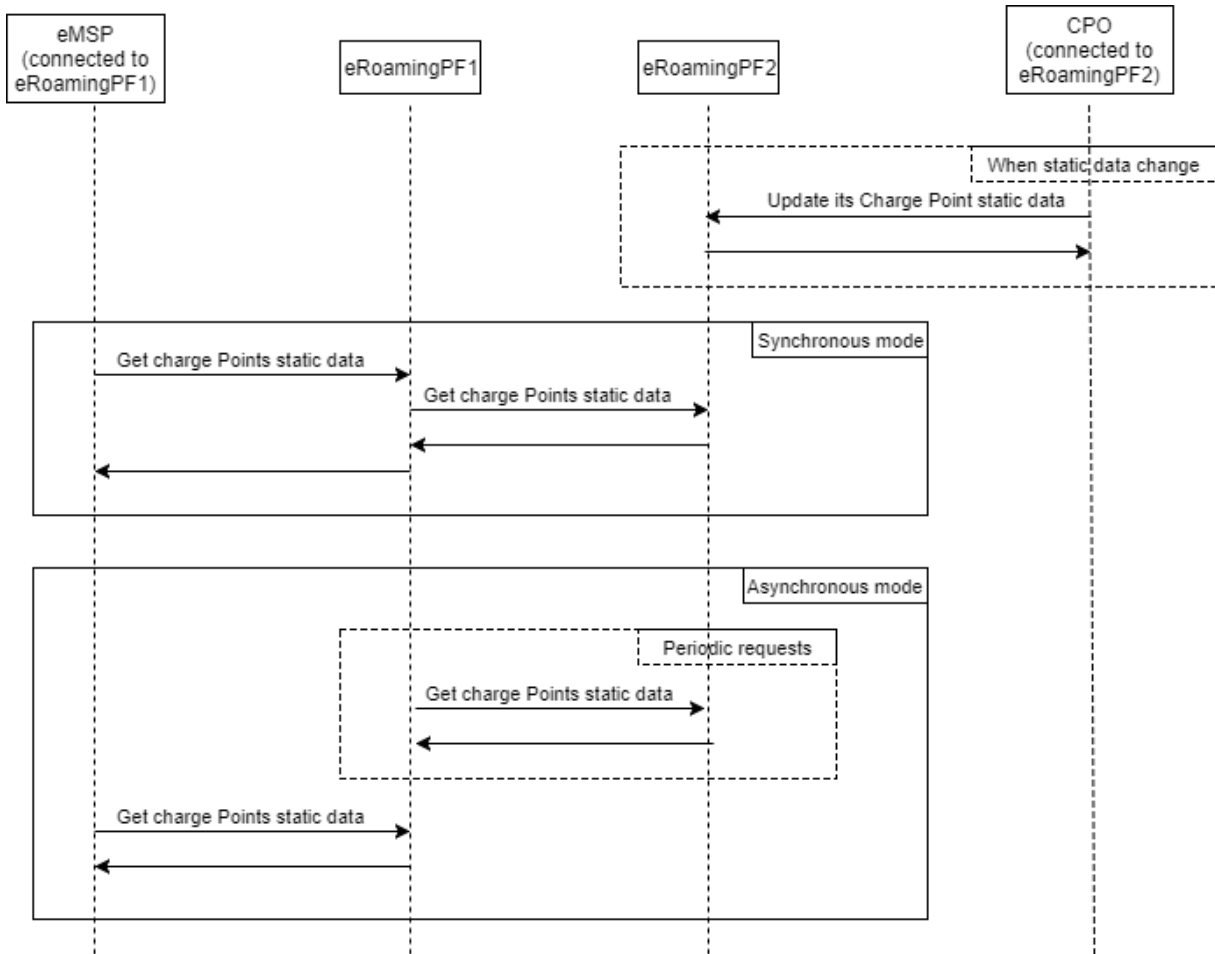 eMSP
(connected to
eRoamingPF1)
eRoamingPF1
eRoamingPF2
CPO
(connected to
eRoamingPF2)
When static data change
Update its Charge Point static data
Synchronous mode
Get charge Points static data
Get charge Points static data
Asynchronous mode
Periodic requests
Get charge Points static data
Get charge Points static data